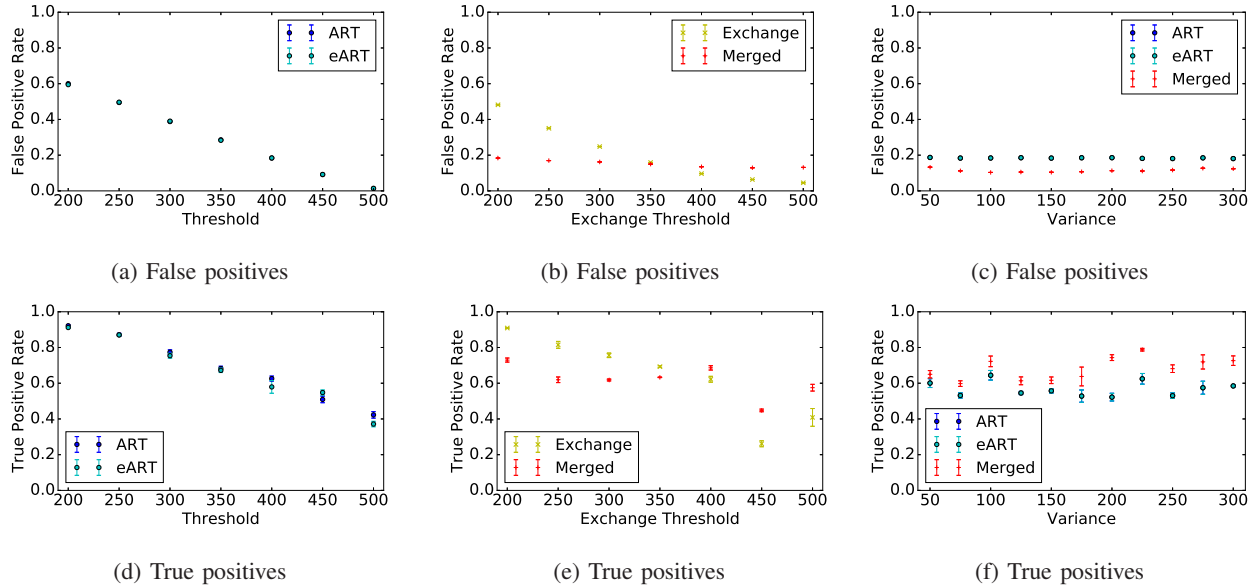 1.0
0.8
0.6
0.4
0.2
0.0
False Positive Rate
200 250 300 350 400 450 500
Threshold
ART
eART
(a) False positives
1.0
0.8
0.6
0.4
0.2
0.0
False Positive Rate
200 250 300 350 400 450 500
Exchange Threshold
Exchange
Merged
(b) False positives
1.0
0.8
0.6
0.4
0.2
0.0
False Positive Rate
50 100 150 200 250 300
Variance
ART
eART
Merged
(c) False positives
1.0
0.8
0.6
0.4
0.2
0.0
True Positive Rate
200 250 300 350 400 450 500
Threshold
ART
eART
(d) True positives
1.0
0.8
0.6
0.4
0.2
0.0
True Positive Rate
200 250 300 350 400 450 500
Exchange Threshold
Exchange
Merged
(e) True positives
1.0
0.8
0.6
0.4
0.2
0.0
True Positive Rate
50 100 150 200 250 300
Variance
ART
eART
Merged
(f) True positives